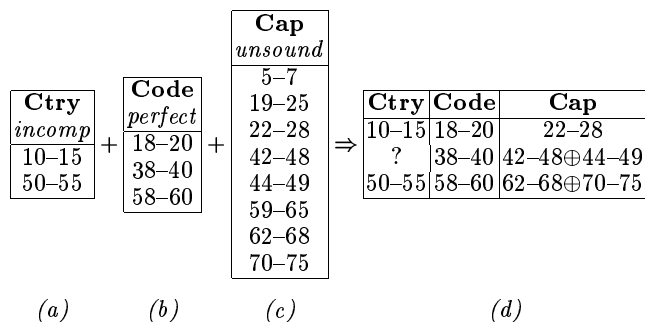 Ctry
incomp
10–15
50–55
+
Code
perfect
18–20
38–40
58–60
+
Cap
unsound
5–7
19–25
22–28
42–48
44–49
59–65
62–68
70–75
⇒
Ctry Code Cap
10–15 18–20 22–28
? 38–40 42–48⊕44–49
50–55 58–60 62–68⊕70–75
(a) (b) (c) (d)